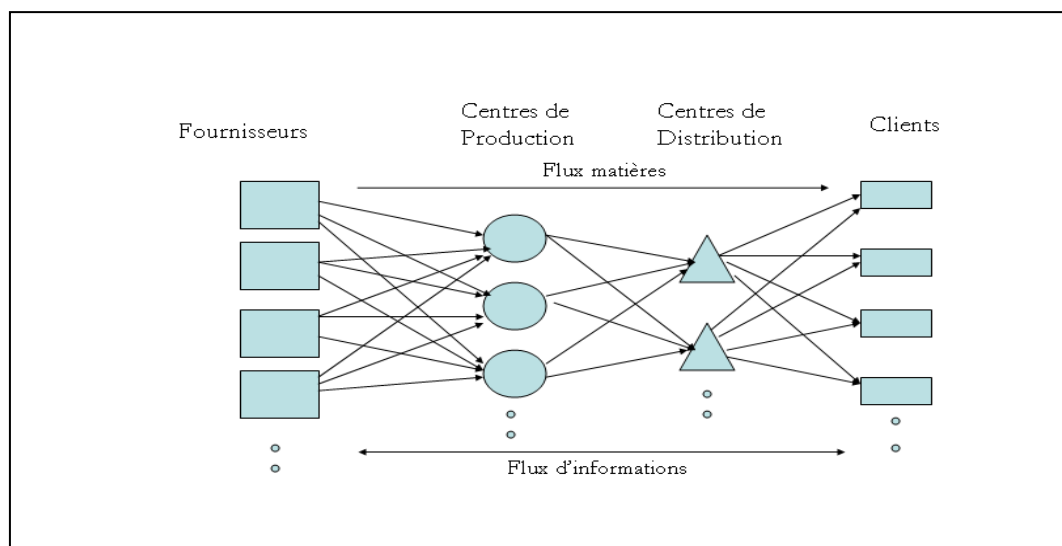 Fournisseurs
Centres de
Production
Centres de
Distribution
Clients
Flux matières
Flux d'informations